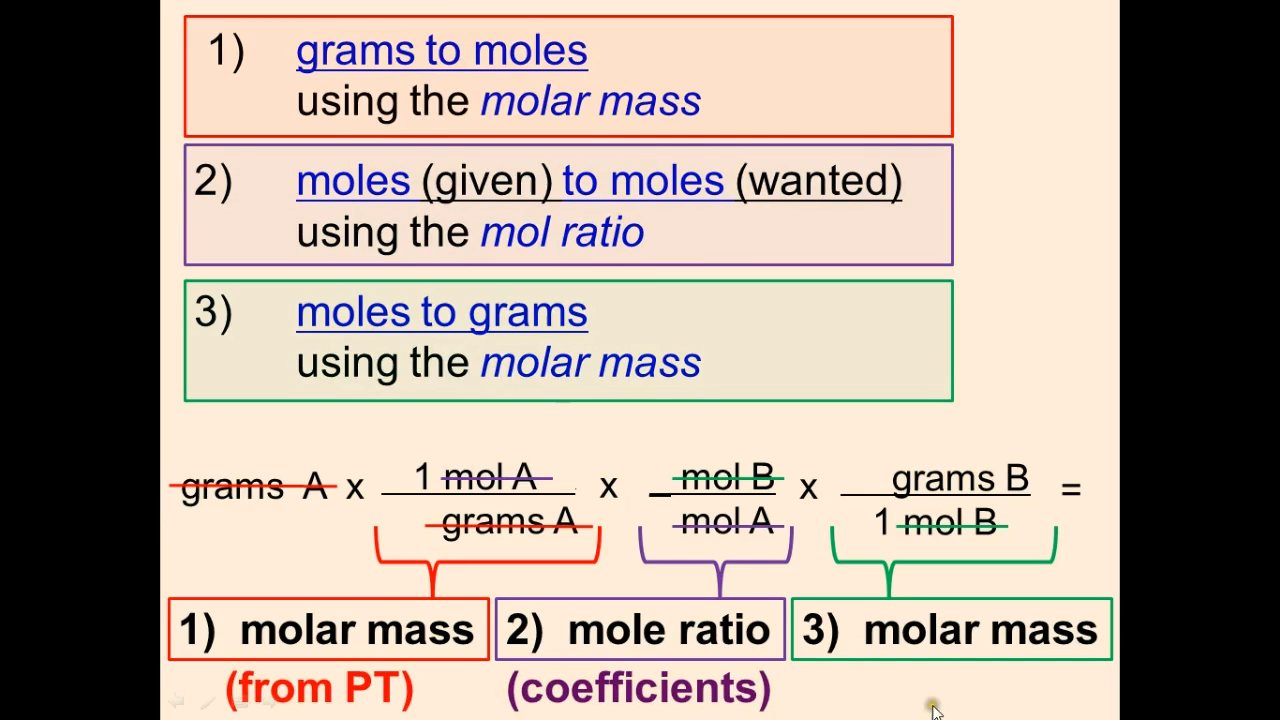 1) grams to moles
using the molar mass
2) moles (given) to moles (wanted)
using the mol ratio
3) moles to grams
using the molar mass
1 mol A mol B grams B
grams A x x x =
grams A mol A 1 mol B
1) molar mass 2) mole ratio 3) molar mass
(from PT) (coefficients)